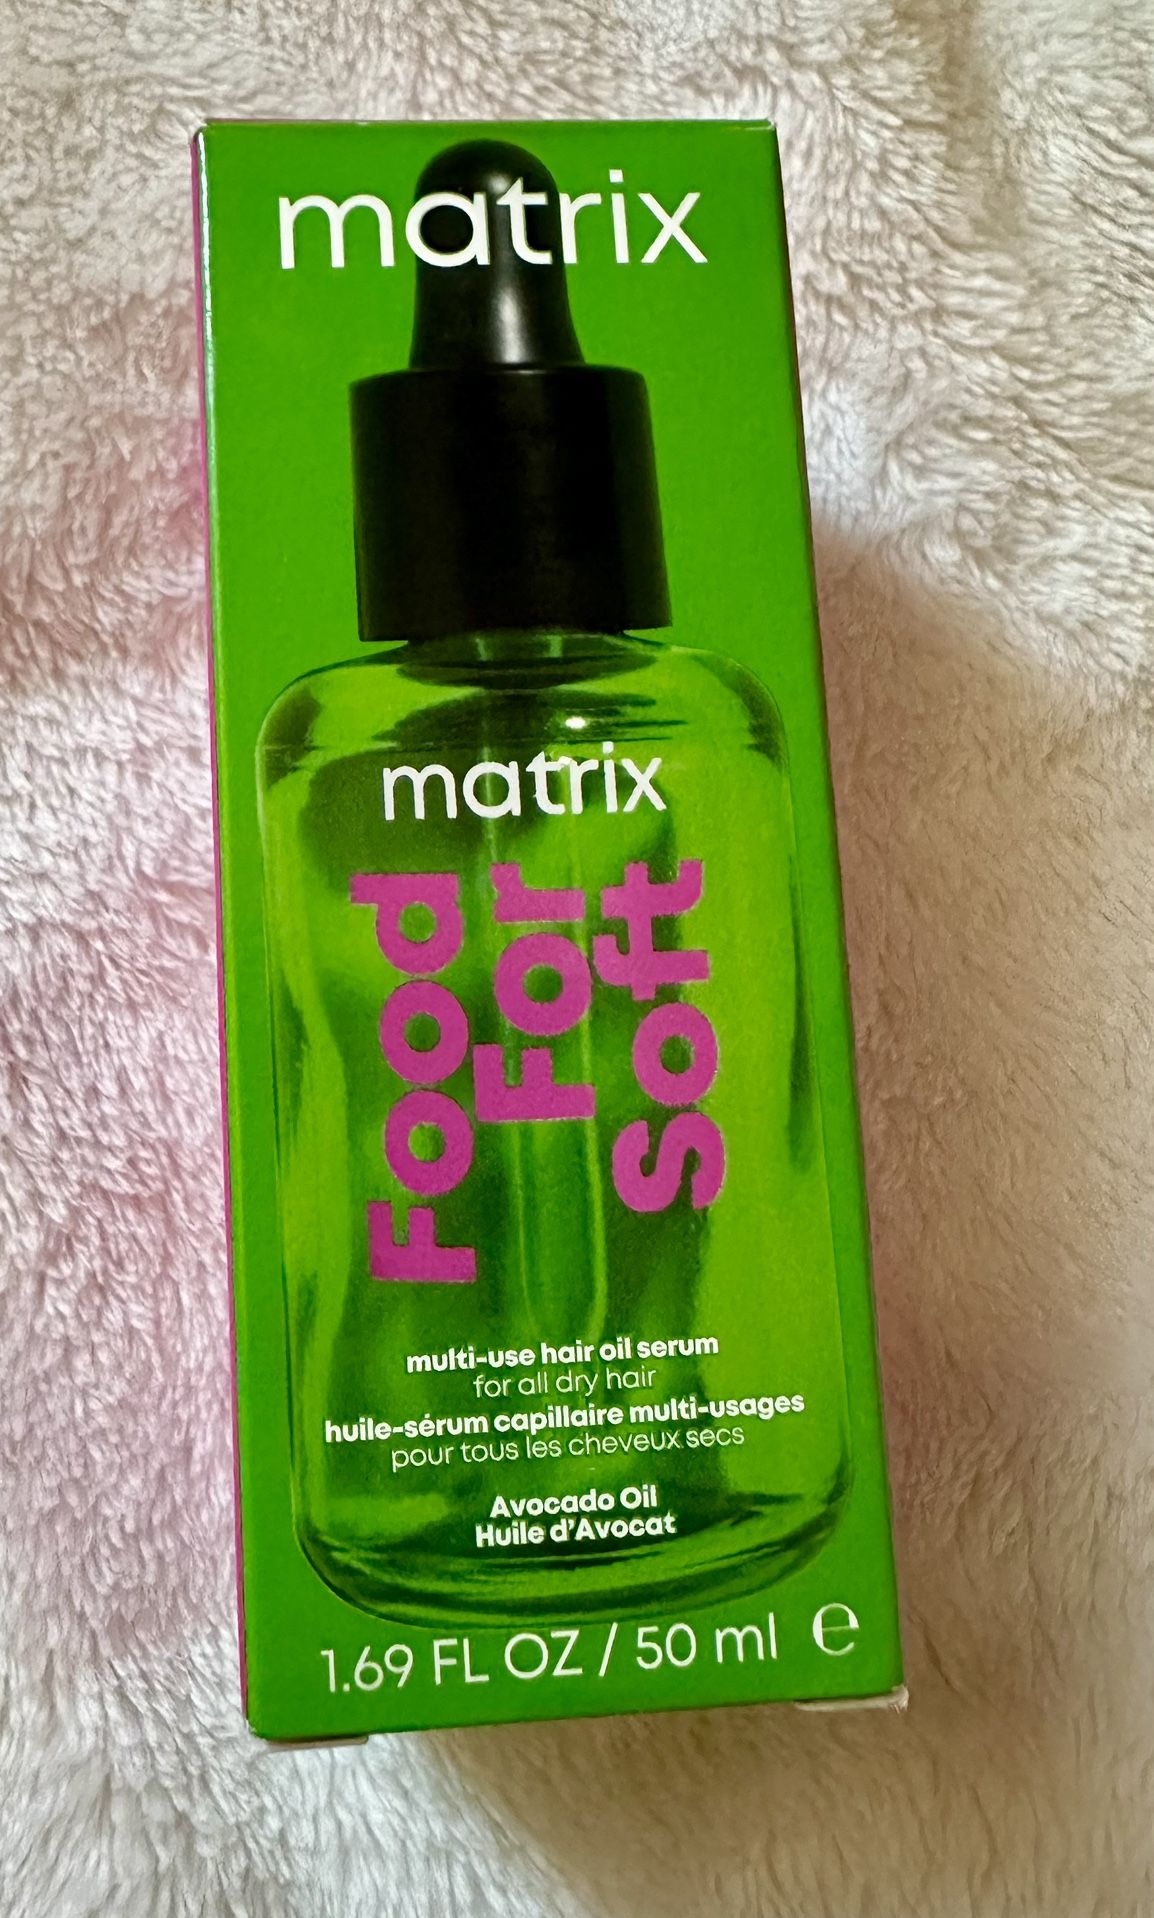 matrix
matrix
Food
For
Soft
multi-use hair oil serum
for all dry hair
huile-sérum capillaire multi-usages
pour tous les cheveux secs
Avocado Oil
Huile d'Avocat
1.69 FL OZ / 50 ml ℮